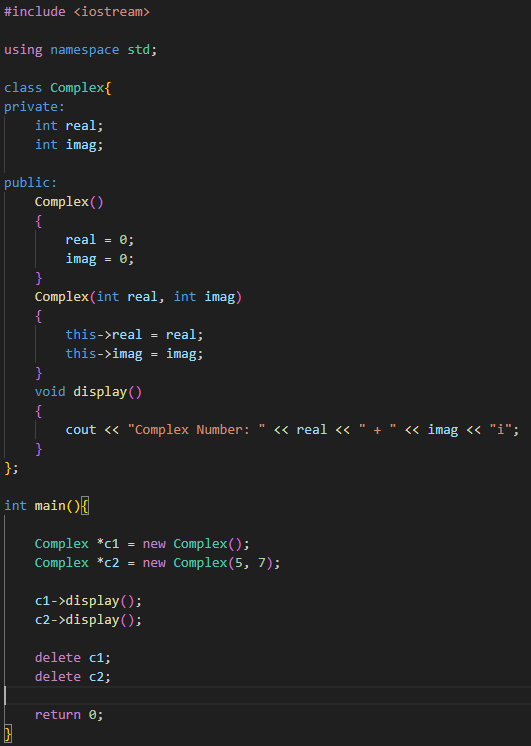 #include <iostream>
using namespace std;
class Complex{
private:
    int real;
    int imag;
public:
    Complex()
    {
        real = 0;
        imag = 0;
    }
    Complex(int real, int imag)
    {
        this->real = real;
        this->imag = imag;
    }
    void display()
    {
        cout << "Complex Number: " << real << " + " << imag << "i";
    }
};
int main(){
    Complex *c1 = new Complex();
    Complex *c2 = new Complex(5, 7);
    c1->display();
    c2->display();
    delete c1;
    delete c2;
    return 0;
}